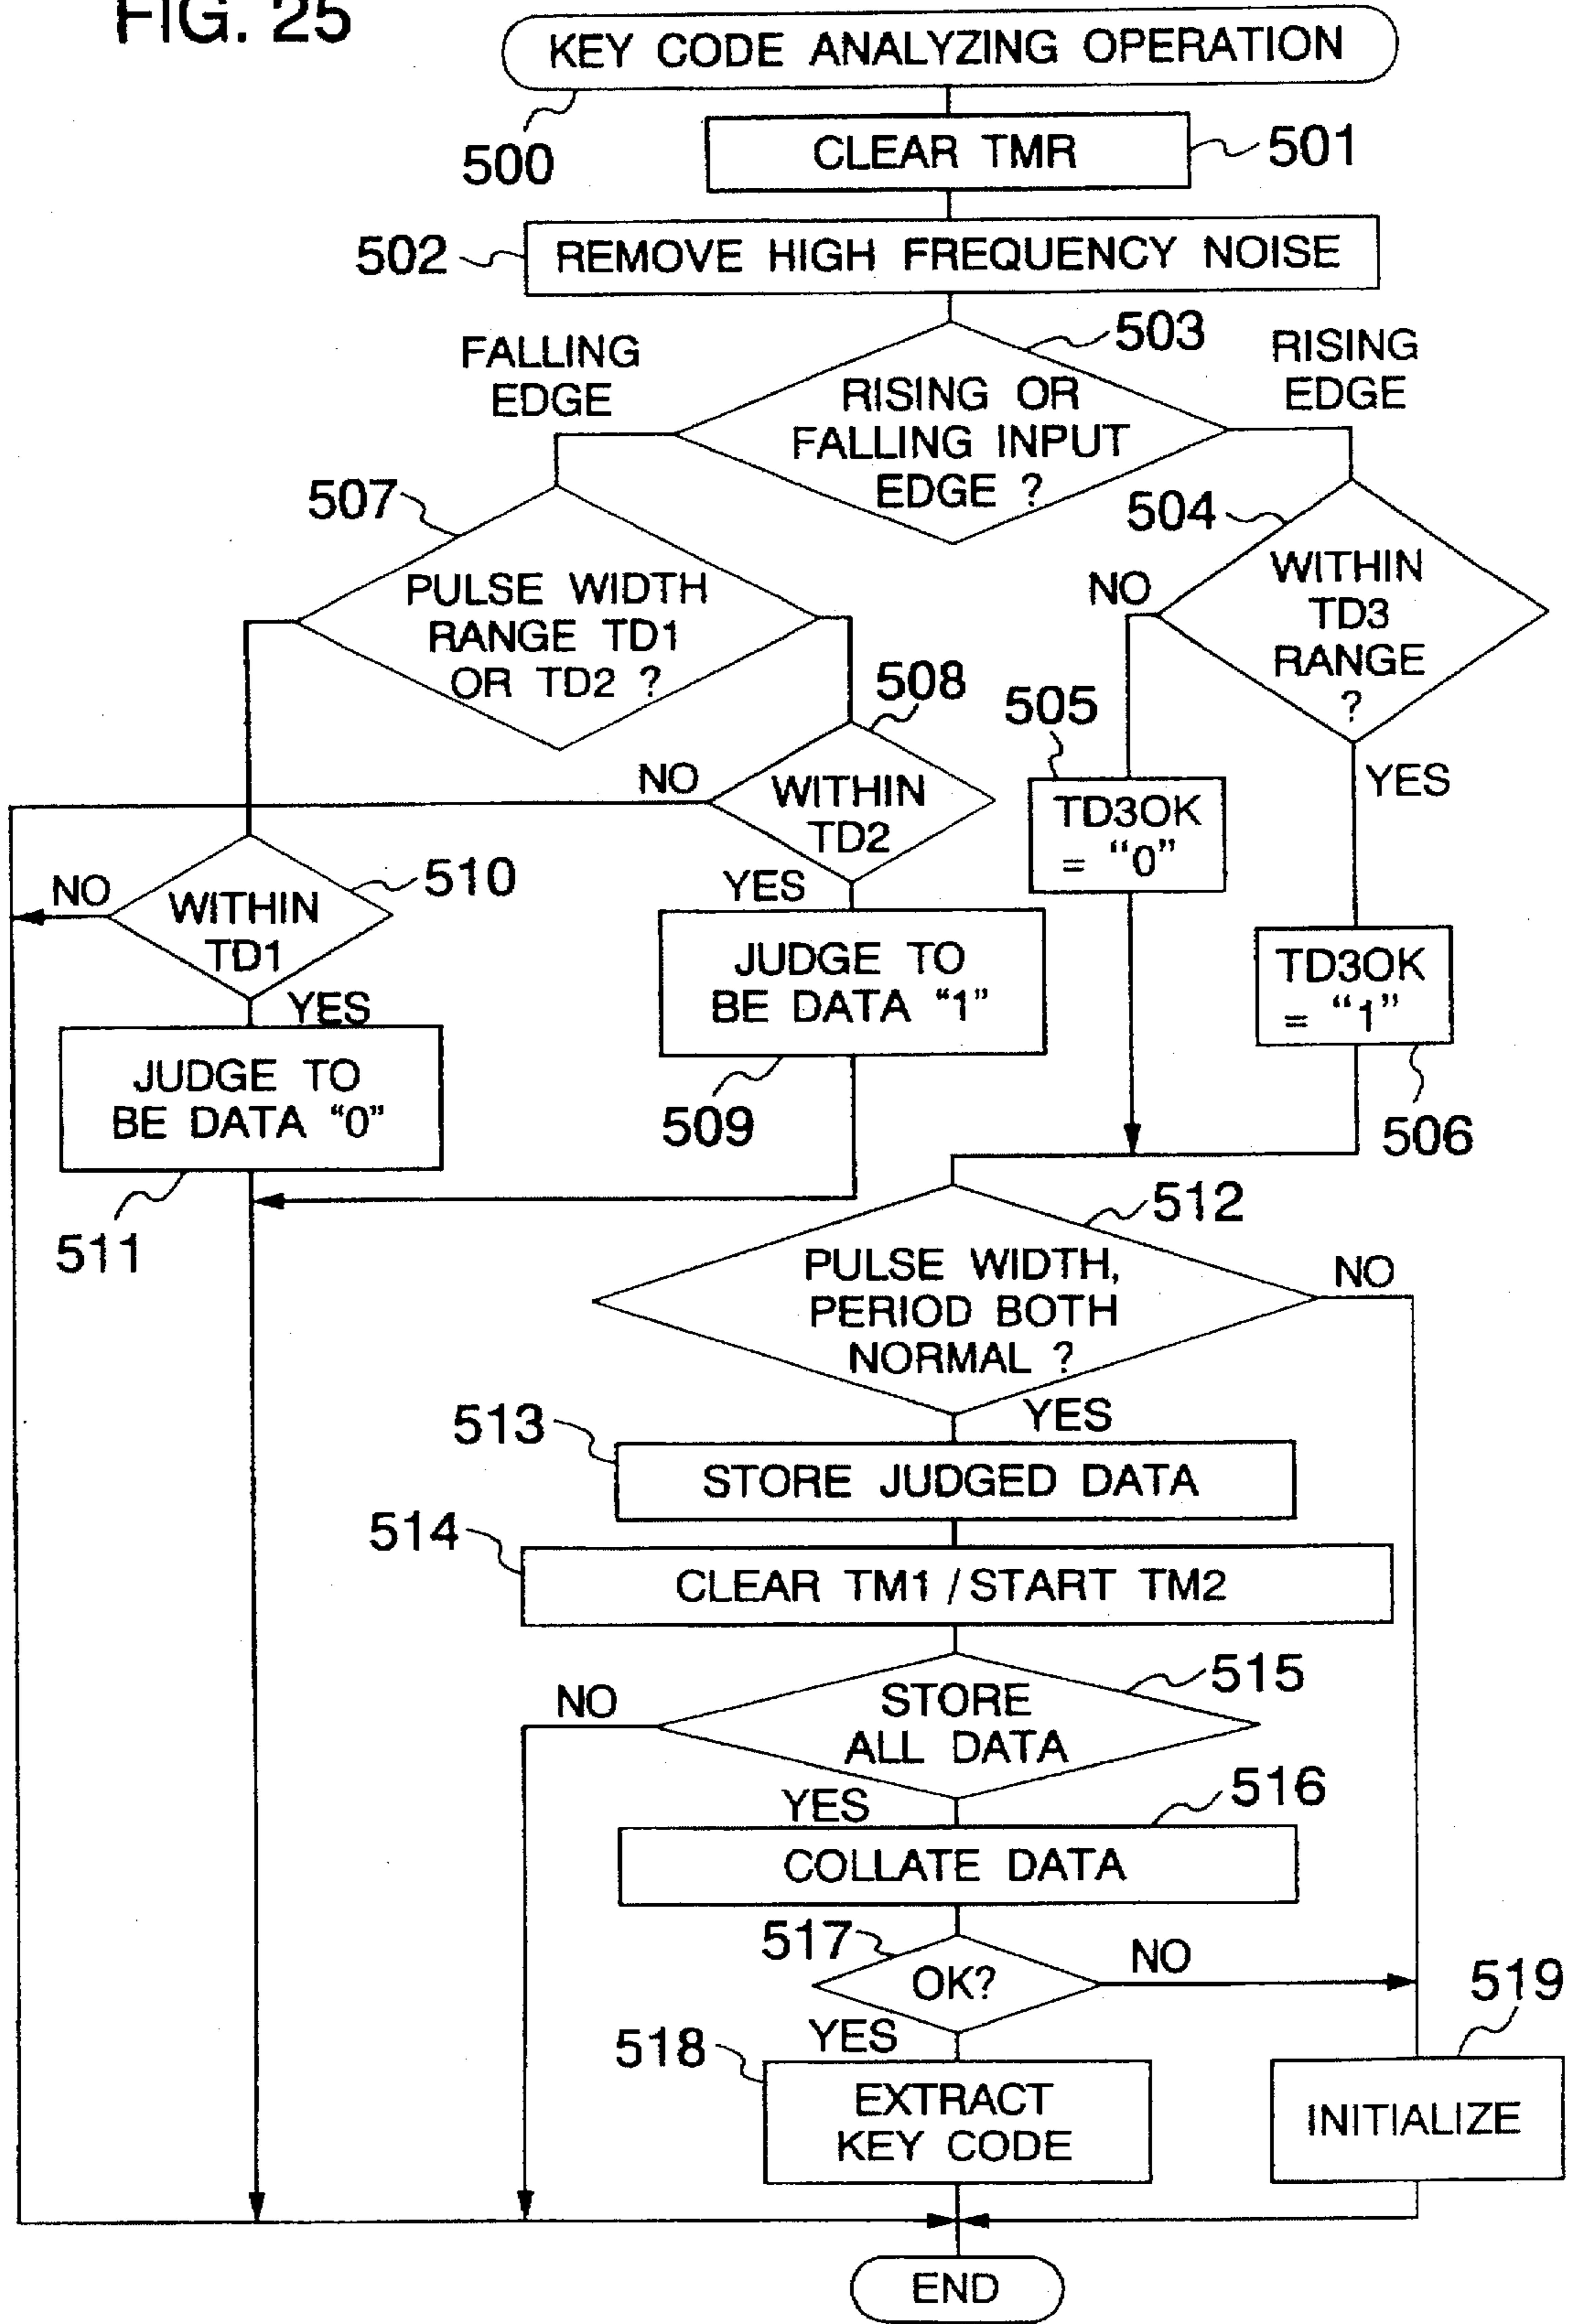 FIG. 25
KEY CODE ANALYZING OPERATION
500
CLEAR TMR
501
502
REMOVE HIGH FREQUENCY NOISE
503
FALLING
EDGE
RISING
EDGE
RISING OR
FALLING INPUT
EDGE ?
507
504
PULSE WIDTH
RANGE TD1
OR TD2 ?
NO
WITHIN
TD3
RANGE
?
508
505
NO
WITHIN
TD2
YES
TD3OK
= “0”
YES
NO
WITHIN
TD1
510
YES
JUDGE TO
BE DATA “1”
TD3OK
= “1”
JUDGE TO
BE DATA “0”
509
506
511
512
PULSE WIDTH,
PERIOD BOTH
NORMAL ?
NO
YES
513
STORE JUDGED DATA
514
CLEAR TM1 / START TM2
515
NO
STORE
ALL DATA
YES
516
COLLATE DATA
517
OK?
NO
519
YES
518
EXTRACT
KEY CODE
INITIALIZE
END